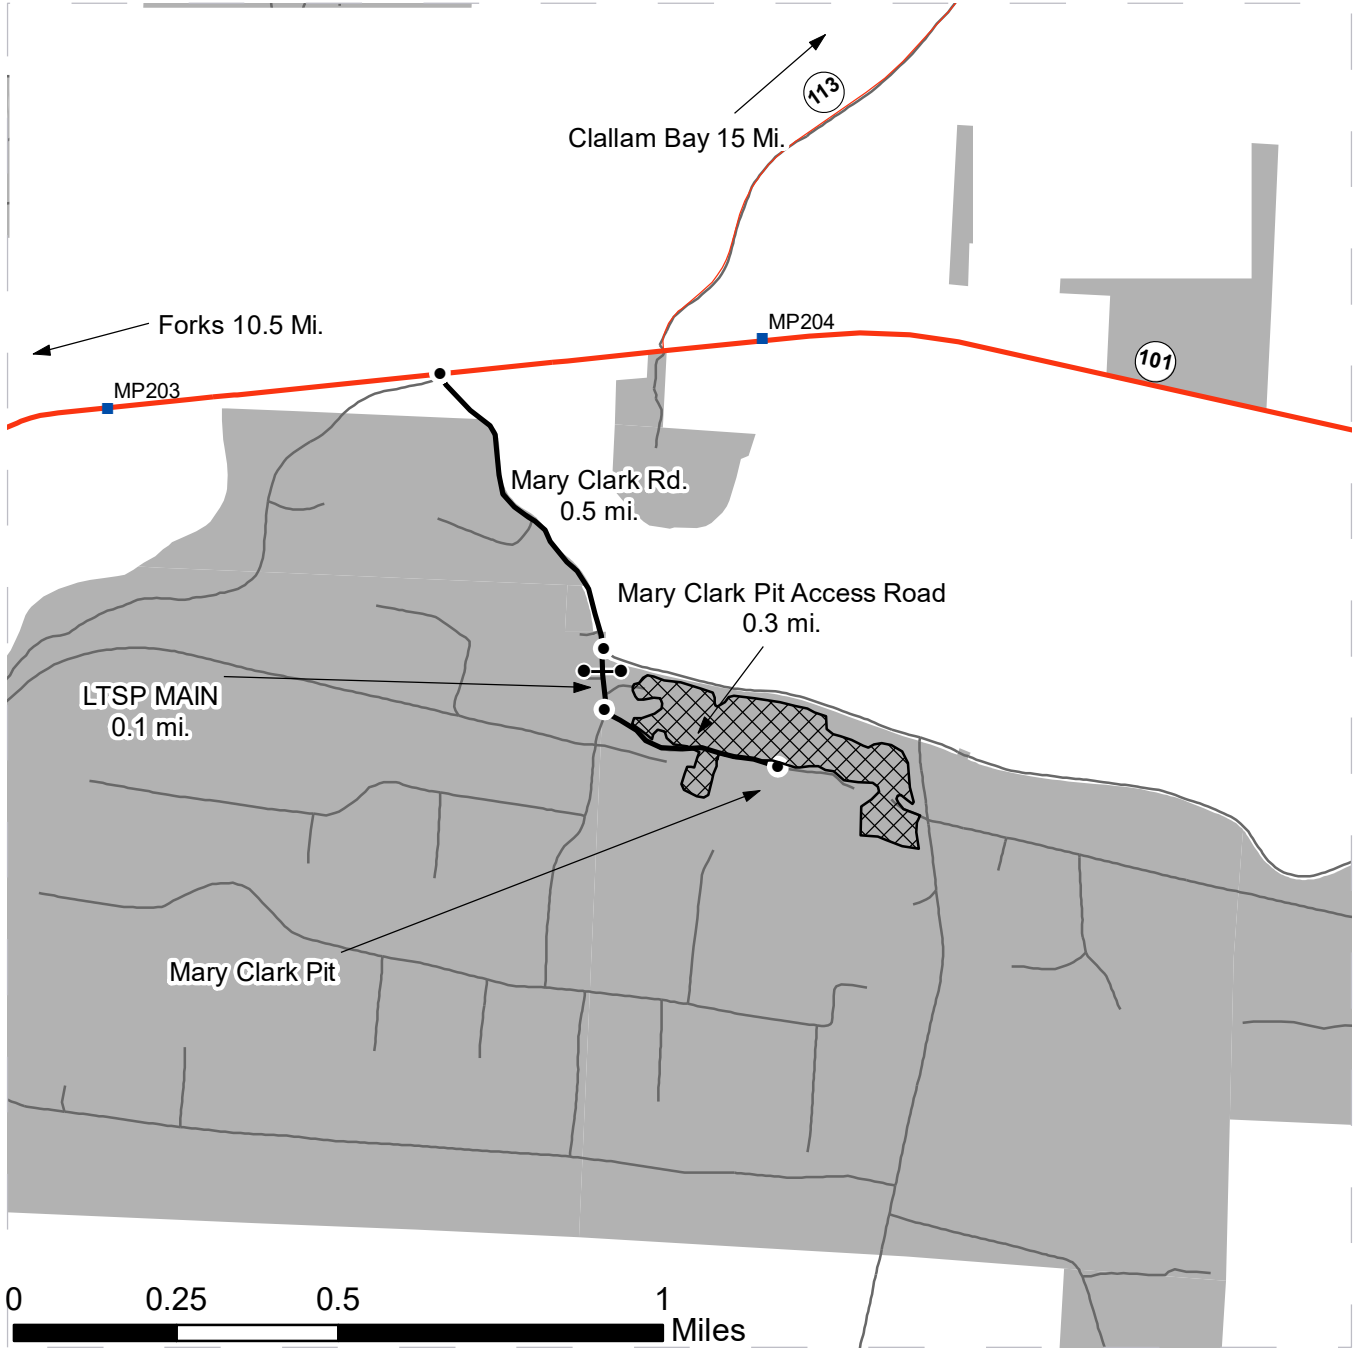 113
Clallam Bay 15 Mi.
Forks 10.5 Mi.
MP204
101
MP203
Mary Clark Rd.
0.5 mi.
Mary Clark Pit Access Road
0.3 mi.
LTSP MAIN
0.1 mi.
Mary Clark Pit
0 0.25 0.5 1
Miles